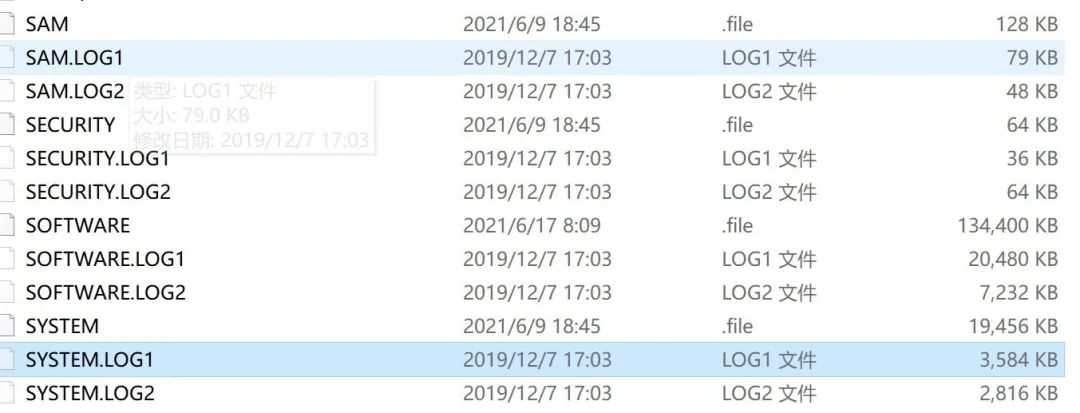 SAM 2021/6/9 18:45 .file 128 KB
SAM.LOG1 2019/12/7 17:03 LOG1 文件 79 KB
SAM.LOG2 2019/12/7 17:03 LOG2 文件 48 KB
类型: LOG1 文件
大小: 79.0 KB
修改日期: 2019/12/7 17:03
SECURITY 2021/6/9 18:45 .file 64 KB
SECURITY.LOG1 2019/12/7 17:03 LOG1 文件 36 KB
SECURITY.LOG2 2019/12/7 17:03 LOG2 文件 64 KB
SOFTWARE 2021/6/17 8:09 .file 134,400 KB
SOFTWARE.LOG1 2019/12/7 17:03 LOG1 文件 20,480 KB
SOFTWARE.LOG2 2019/12/7 17:03 LOG2 文件 7,232 KB
SYSTEM 2021/6/9 18:45 .file 19,456 KB
SYSTEM.LOG1 2019/12/7 17:03 LOG1 文件 3,584 KB
SYSTEM.LOG2 2019/12/7 17:03 LOG2 文件 2,816 KB